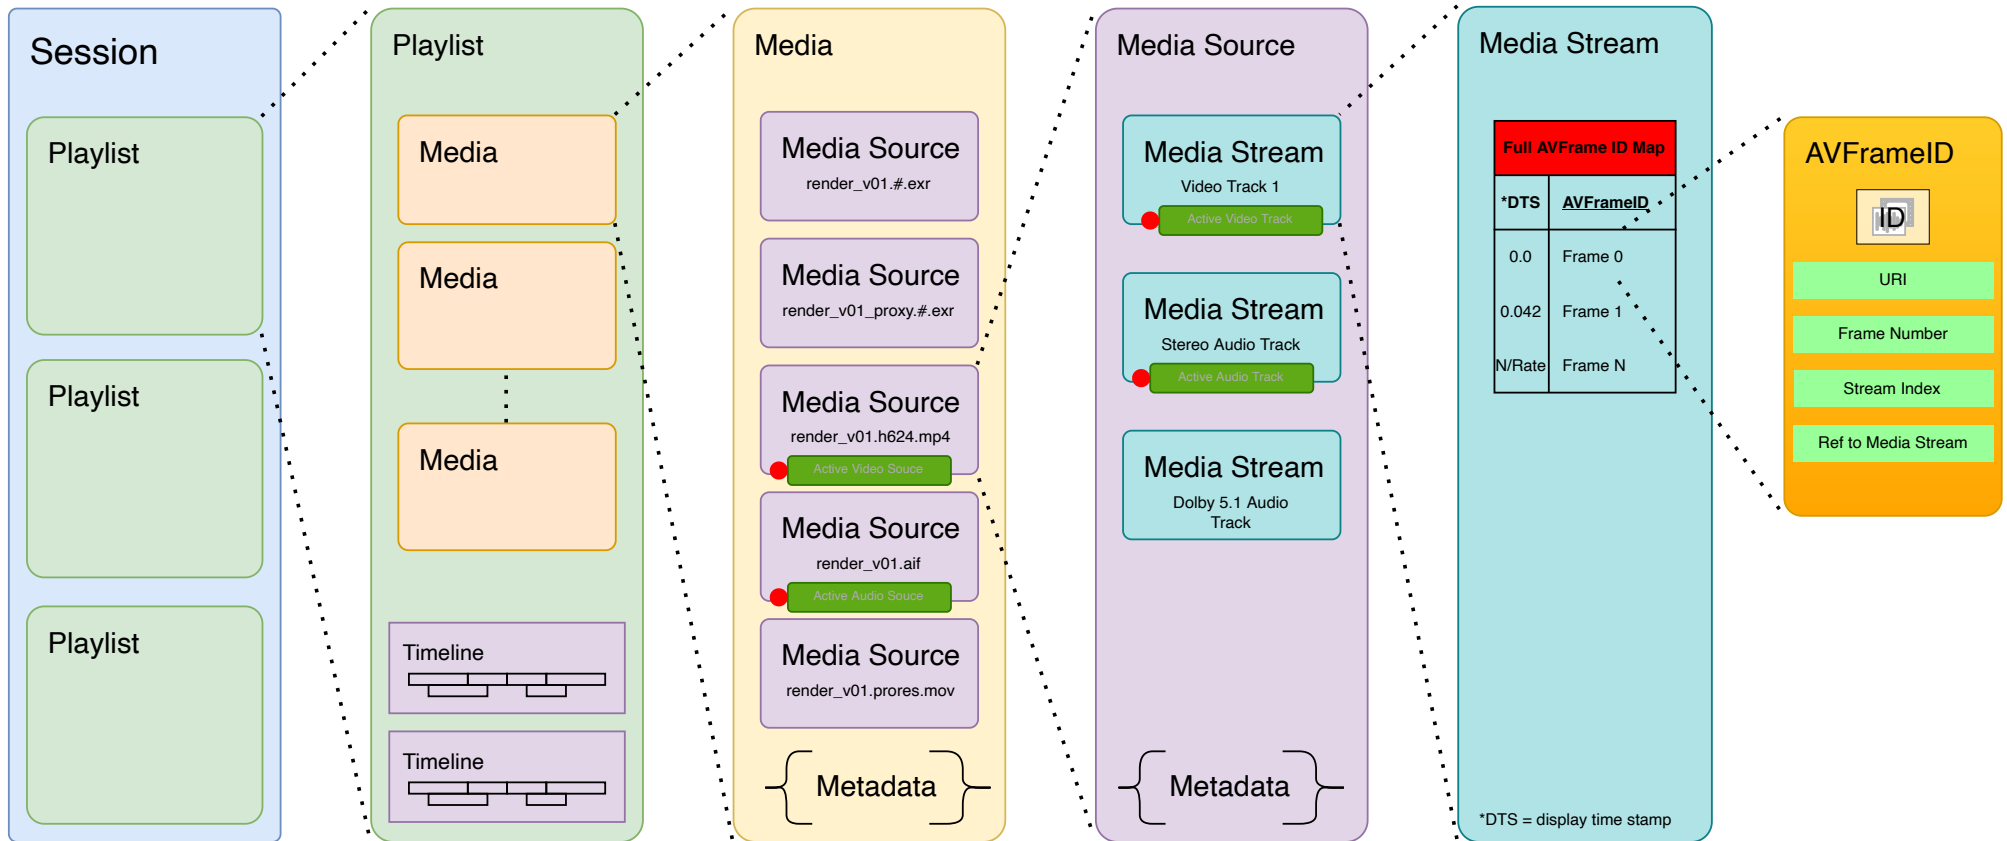 Session
Playlist
Playlist
Playlist
Playlist
Media
Media
Media
Timeline
Timeline
Media
Media Source
render_v01.#.exr
Media Source
render_v01_proxy.#.exr
Media Source
render_v01.h624.mp4
Active Video Souce
Media Source
render_v01.aif
Active Audio Souce
Media Source
render_v01.prores.mov
Metadata
Media Source
Media Stream
Video Track 1
Active Video Track
Media Stream
Stereo Audio Track
Active Audio Track
Media Stream
Dolby 5.1 Audio
Track
Metadata
Media Stream
Full AVFrame ID Map
*DTS AVFrameID
0.0 Frame 0
0.042 Frame 1
N/Rate Frame N
*DTS = display time stamp
AVFrameID
ID
URI
Frame Number
Stream Index
Ref to Media Stream